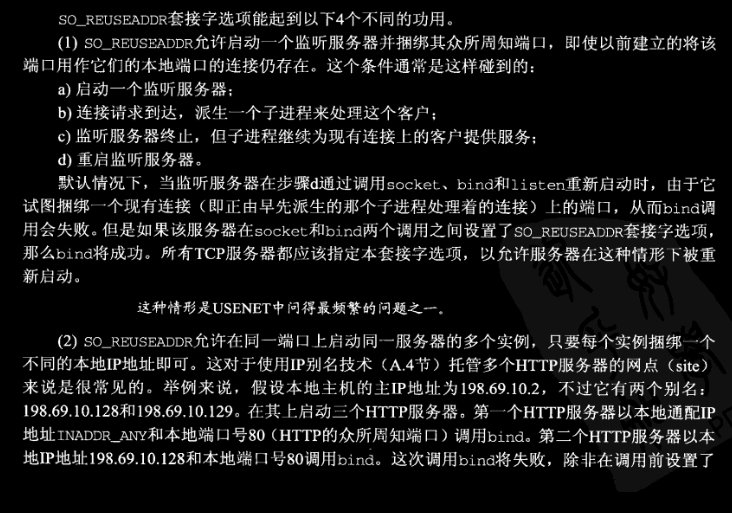 SO_REUSEADDR套接字选项能起到以下4个不同的功用。
(1) SO_REUSEADDR允许启动一个监听服务器并捆绑其众所周知端口，即使以前建立的将该
端口用作它们的本地端口的连接仍存在。这个条件通常是这样碰到的：
a) 启动一个监听服务器；
b) 连接请求到达，派生一个子进程来处理这个客户；
c) 监听服务器终止，但子进程继续为现有连接上的客户提供服务；
d) 重启监听服务器。
默认情况下，当监听服务器在步骤d通过调用socket、bind和listen重新启动时，由于它
试图捆绑一个现有连接（即正由早先派生的那个子进程处理着的连接）上的端口，从而bind调
用会失败。但是如果该服务器在socket和bind两个调用之间设置了SO_REUSEADDR套接字选项，
那么bind将成功。所有TCP服务器都应该指定本套接字选项，以允许服务器在这种情形下被重
新启动。
这种情形是USENET中问得最频繁的问题之一。
(2) SO_REUSEADDR允许在同一端口上启动同一服务器的多个实例，只要每个实例捆绑一个
不同的本地IP地址即可。这对于使用IP别名技术（A.4节）托管多个HTTP服务器的网点（site）
来说是很常见的。举例来说，假设本地主机的主IP地址为198.69.10.2，不过它有两个别名：
198.69.10.128和198.69.10.129。在其上启动三个HTTP服务器。第一个HTTP服务器以本地通配IP
地址INADDR_ANY和本地端口号80（HTTP的众所周知端口）调用bind。第二个HTTP服务器以本
地IP地址198.69.10.128和本地端口号80调用bind。这次调用bind将失败，除非在调用前设置了